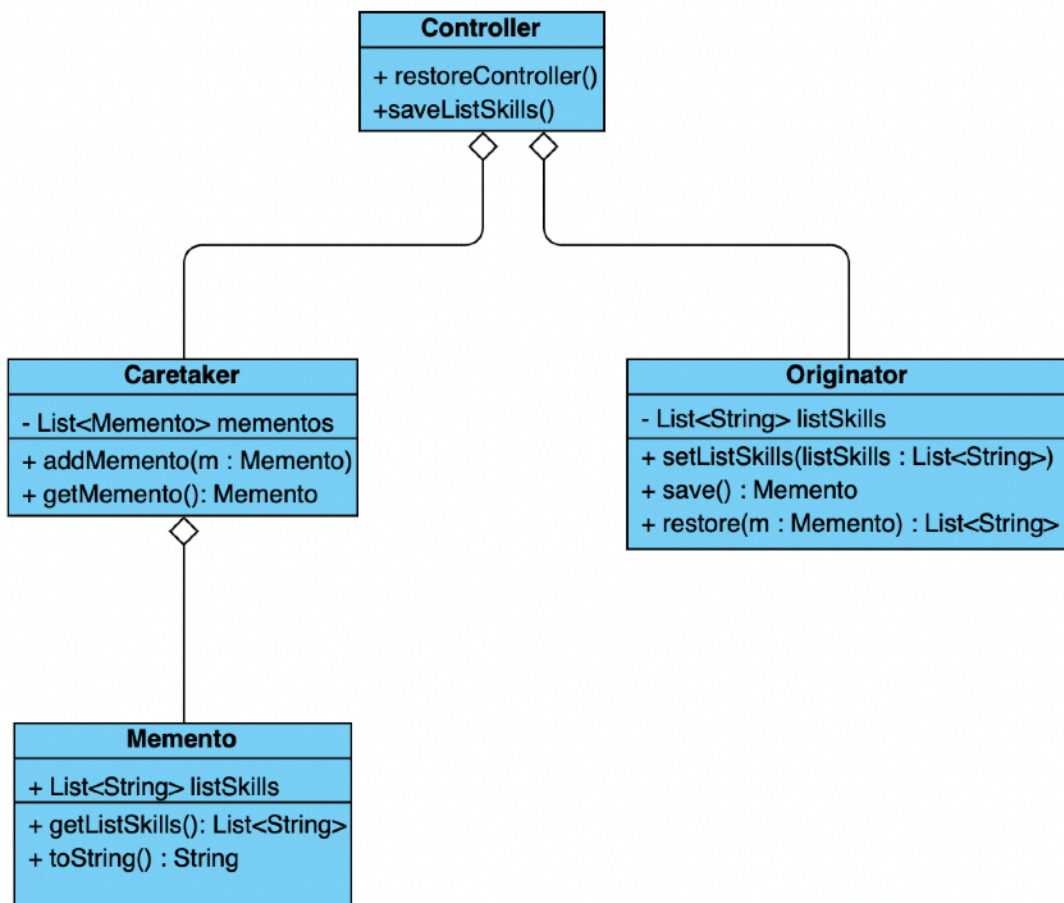 Controller
+ restoreController()
+saveListSkills()
Caretaker
- List<Memento> mementos
+ addMemento(m : Memento)
+ getMemento(): Memento
Originator
- List<String> listSkills
+ setListSkills(listSkills : List<String>)
+ save() : Memento
+ restore(m : Memento) : List<String>
Memento
+ List<String> listSkills
+ getListSkills(): List<String>
+ toString() : String